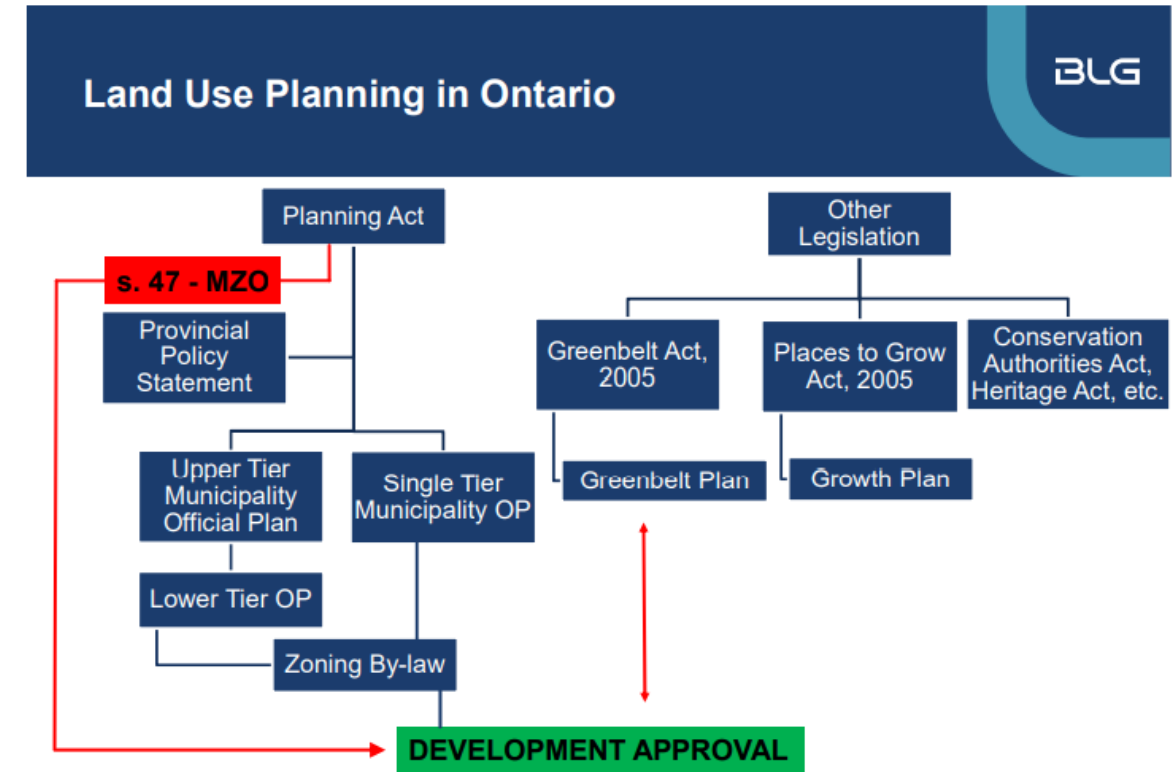 Land Use Planning in Ontario
BLG
Planning Act
s. 47 - MZO
Provincial
Policy
Statement
Upper Tier
Municipality
Official Plan
Single Tier
Municipality OP
Lower Tier OP
Zoning By-law
Other
Legislation
Greenbelt Act,
2005
Places to Grow
Act, 2005
Conservation
Authorities Act,
Heritage Act, etc.
Greenbelt Plan
Growth Plan
DEVELOPMENT APPROVAL